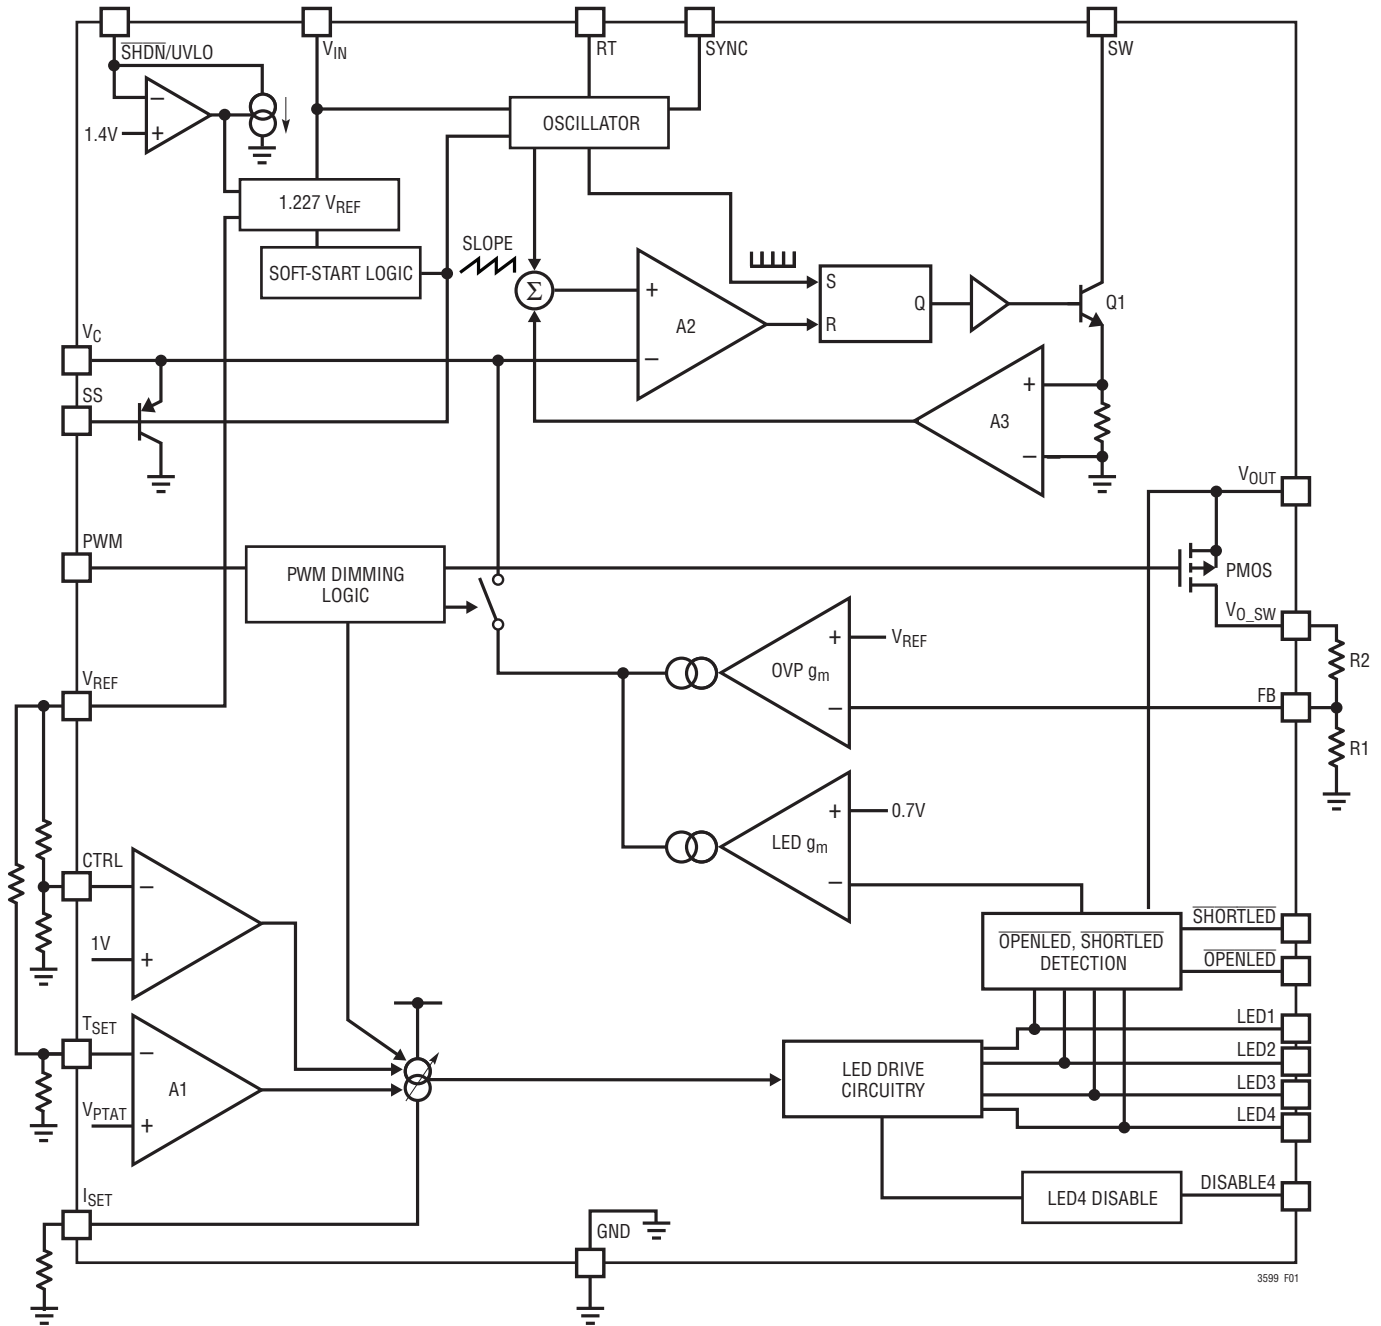 SHDN/UVLO
VIN
RT
SYNC
SW
1.4V
−
+
OSCILLATOR
1.227 VREF
SOFT-START LOGIC
SLOPE
Σ
+
A2
−
S
R
Q
Q1
VC
SS
+
A3
−
VOUT
PWM
PWM DIMMING
LOGIC
PMOS
VO_SW
+
VREF
OVP gm
−
R2
FB
R1
VREF
+
0.7V
LED gm
−
CTRL
−
1V
+
SHORTLED
OPENLED, SHORTLED
DETECTION
OPENLED
TSET
−
A1
VPTAT
+
LED DRIVE
CIRCUITRY
LED1
LED2
LED3
LED4
ISET
LED4 DISABLE
DISABLE4
GND
3599 F01